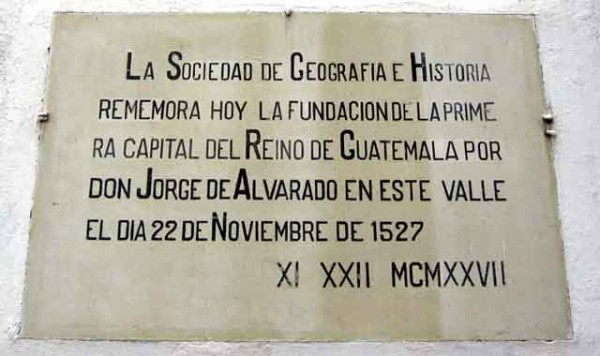 LA SOCIEDAD DE GEOGRAFIA E HISTORIA
REMEMORA HOY LA FUNDACION DE LA PRIME
RA CAPITAL DEL REINO DE GUATEMALA POR
DON JORGE DE ALVARADO EN ESTE VALLE
EL DIA 22 DE NOVIEMBRE DE 1527
XI XXII MCMXXVII